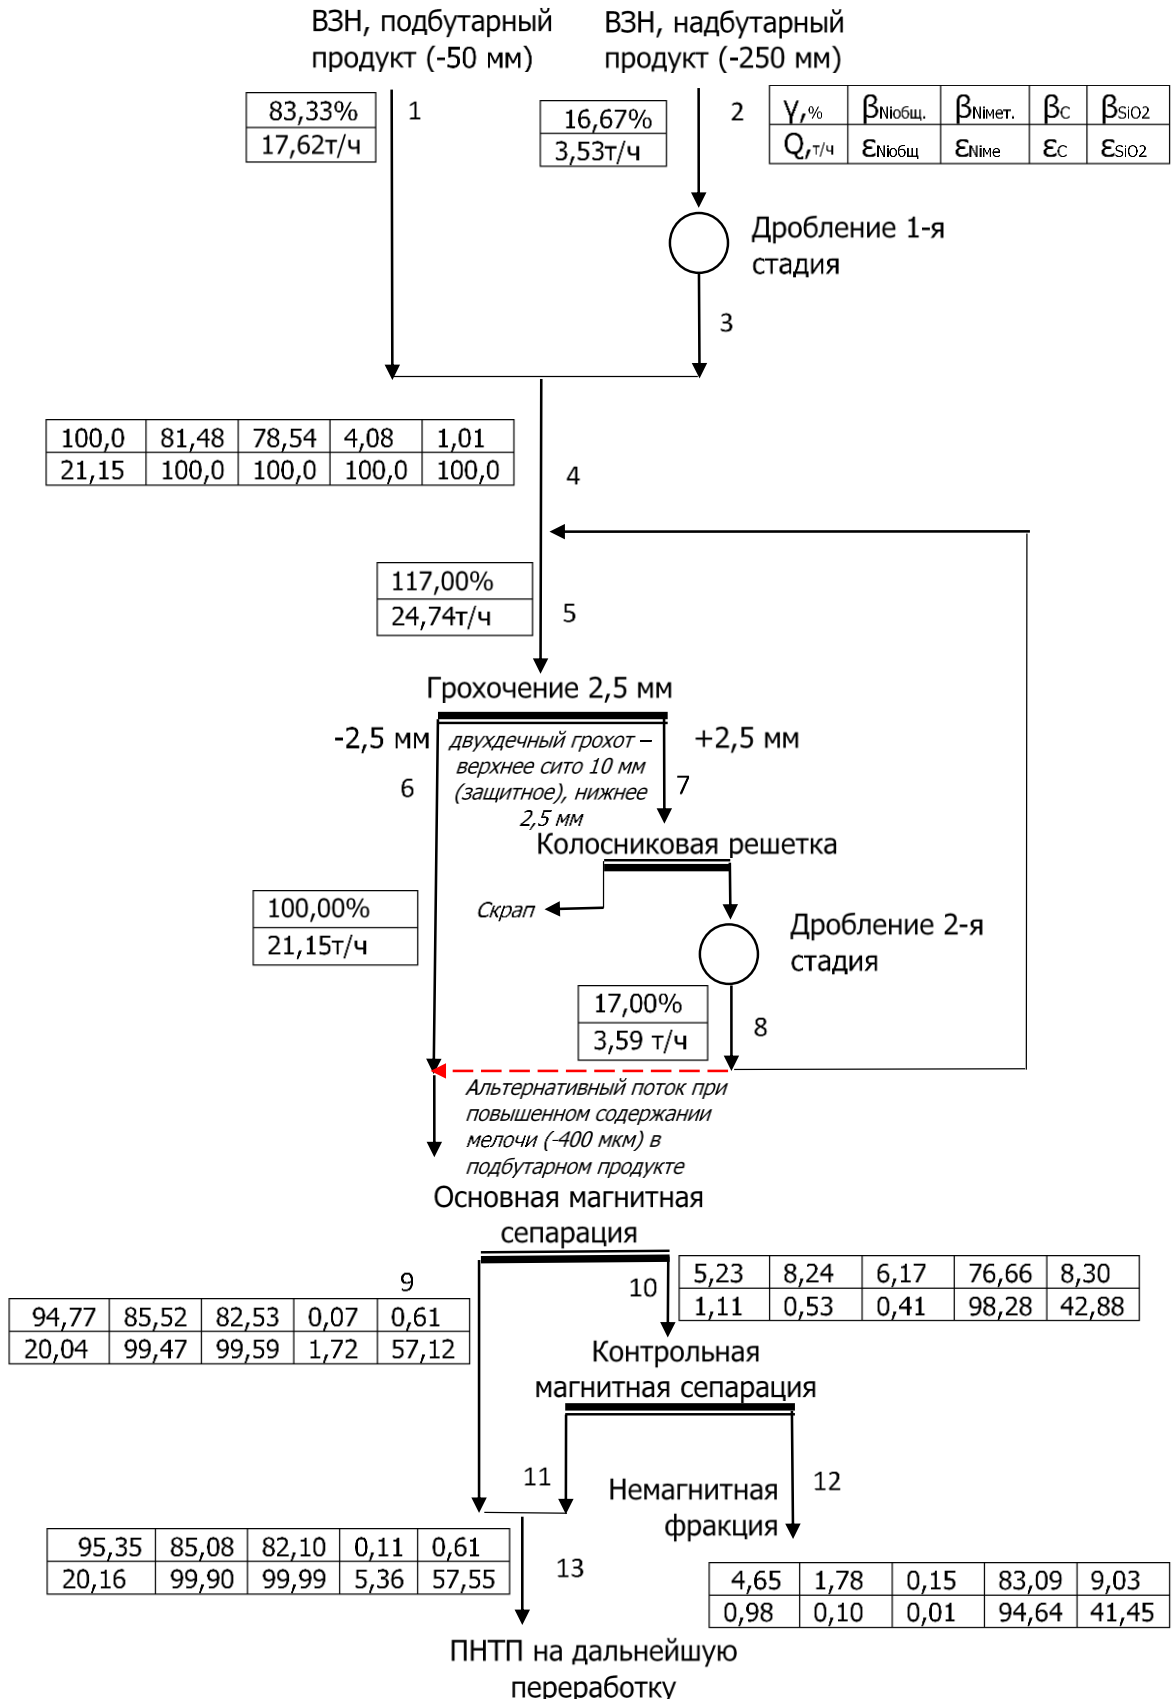 ВЗН, подбутарный
продукт (-50 мм)
ВЗН, надбутарный
продукт (-250 мм)
83,33%
17,62т/ч
1
16,67%
3,53т/ч
2
γ,% βNiобщ. βNiмет. βC βSiO2
Q,т/ч εNiобщ εNiме εC εSiO2
Дробление 1-я
стадия
3
100,0 81,48 78,54 4,08 1,01
21,15 100,0 100,0 100,0 100,0
4
117,00%
24,74т/ч
5
Грохочение 2,5 мм
-2,5 мм
+2,5 мм
двухдечный грохот –
верхнее сито 10 мм
(защитное), нижнее
2,5 мм
6
7
Колосниковая решетка
Скрап
100,00%
21,15т/ч
Дробление 2-я
стадия
17,00%
3,59 т/ч
8
Альтернативный поток при
повышенном содержании
мелочи (-400 мкм) в
подбутарном продукте
Основная магнитная
сепарация
9
10
5,23 8,24 6,17 76,66 8,30
1,11 0,53 0,41 98,28 42,88
94,77 85,52 82,53 0,07 0,61
20,04 99,47 99,59 1,72 57,12
Контрольная
магнитная сепарация
11
12
Немагнитная
фракция
95,35 85,08 82,10 0,11 0,61
20,16 99,90 99,99 5,36 57,55
13
4,65 1,78 0,15 83,09 9,03
0,98 0,10 0,01 94,64 41,45
ПНТП на дальнейшую
переработку